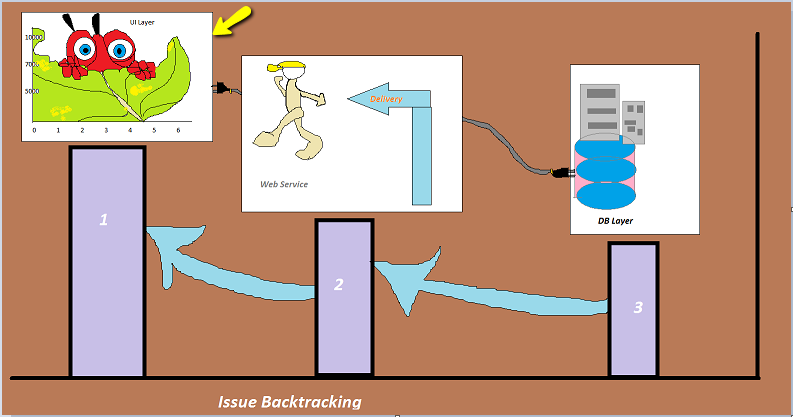 UI Layer
10000
7000
5000
0 1 2 3 4 5 6
Delivery
Web Service
DB Layer
1
2
3
Issue Backtracking